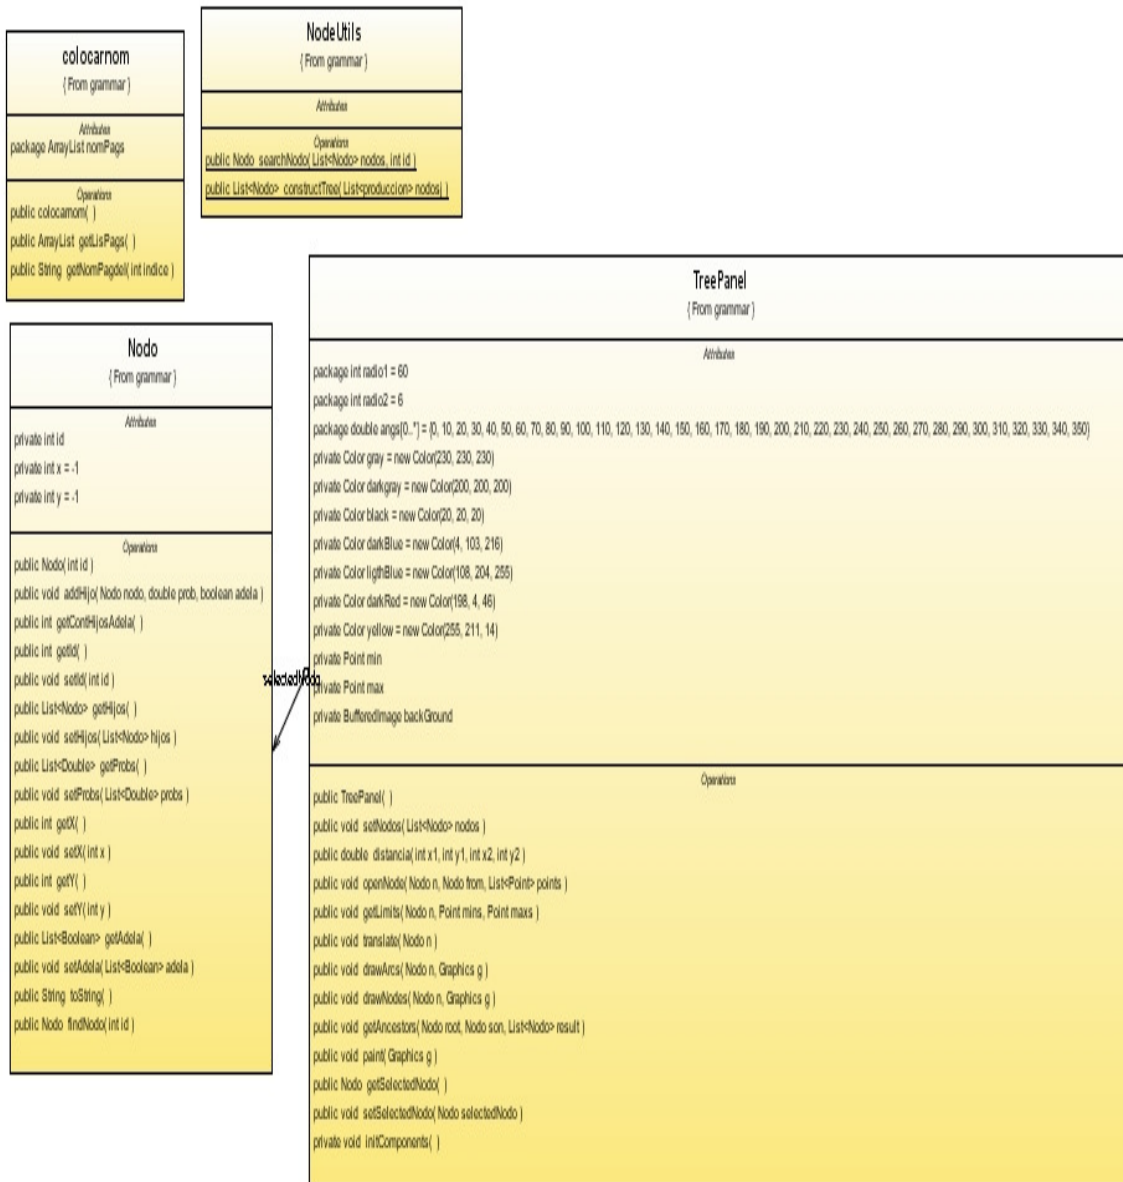 colocarnom
{ From grammar }
Attributes
package ArrayList nomPags
Operations
public colocarnom( )
public ArrayList getLisPags( )
public String getNomPagdel( int indice )
NodeUtils
{ From grammar }
Attributes
Operations
public Nodo searchNodo( List<Nodo> nodos, int id )
public List<Nodo> constructTree( List<produccion> nodosj )
Nodo
{ From grammar }
Attributes
private int id
private int x = -1
private int y = -1
Operations
public Nodo( int id )
public void addHijo( Nodo nodo, double prob, boolean adela )
public int getContHijosAdela( )
public int getId( )
public void setId( int id )
public List<Nodo> getHijos( )
public void setHijos( List<Nodo> hijos )
public List<Double> getProbs( )
public void setProbs( List<Double> probs )
public int getX( )
public void setX( int x )
public int getY( )
public void setY( int y )
public List<Boolean> getAdela( )
public void setAdela( List<Boolean> adela )
public String toString( )
public Nodo findNodo( int id )
selectedNodo
TreePanel
{ From grammar }
Attributes
package int radio1 = 60
package int radio2 = 6
package double angs[0..*] = {0, 10, 20, 30, 40, 50, 60, 70, 80, 90, 100, 110, 120, 130, 140, 150, 160, 170, 180, 190, 200, 210, 220, 230, 240, 250, 260, 270, 280, 290, 300, 310, 320, 330, 340, 350}
private Color gray = new Color(230, 230, 230)
private Color darkgray = new Color(200, 200, 200)
private Color black = new Color(20, 20, 20)
private Color darkBlue = new Color(4, 103, 216)
private Color ligthBlue = new Color(108, 204, 255)
private Color darkRed = new Color(198, 4, 46)
private Color yellow = new Color(255, 211, 14)
private Point min
private Point max
private BufferedImage backGround
Operations
public TreePanel( )
public void setNodos( List<Nodo> nodos )
public double distancia( int x1, int y1, int x2, int y2 )
public void openNode( Nodo n, Nodo from, List<Point> points )
public void getLimits( Nodo n, Point mins, Point maxs )
public void translate( Nodo n )
public void drawArcs( Nodo n, Graphics g )
public void drawNodes( Nodo n, Graphics g )
public void getAncestors( Nodo root, Nodo son, List<Nodo> result )
public void paint( Graphics g )
public Nodo getSelectedNodo( )
public void setSelectedNodo( Nodo selectedNodo )
private void initComponents( )